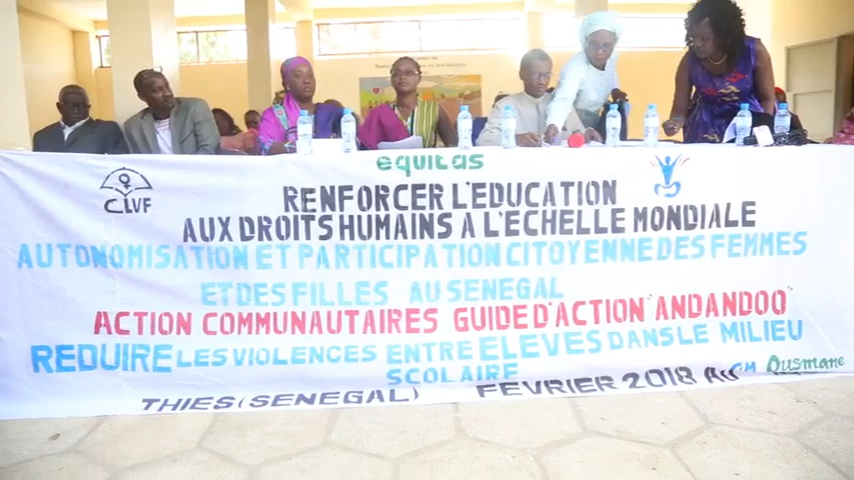 equitas
CLVF
RENFORCER L'EDUCATION
AUX DROITS HUMAINS A L'ECHELLE MONDIALE
AUTONOMISATION ET PARTICIPATION CITOYENNE DES FEMMES
ET DES FILLES AU SENEGAL
ACTION COMMUNAUTAIRES GUIDE D'ACTION "ANDANDOO"
REDUIRE LES VIOLENCES ENTRE ELEVES DANS LE MILIEU
SCOLAIRE
Ousmane
THIES (SENEGAL) FEVRIER 2018